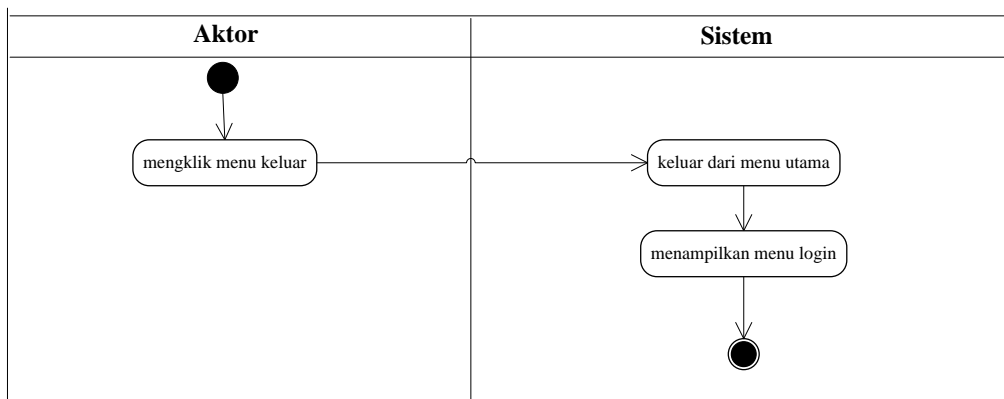 Aktor
Sistem
mengklik menu keluar
keluar dari menu utama
menampilkan menu login